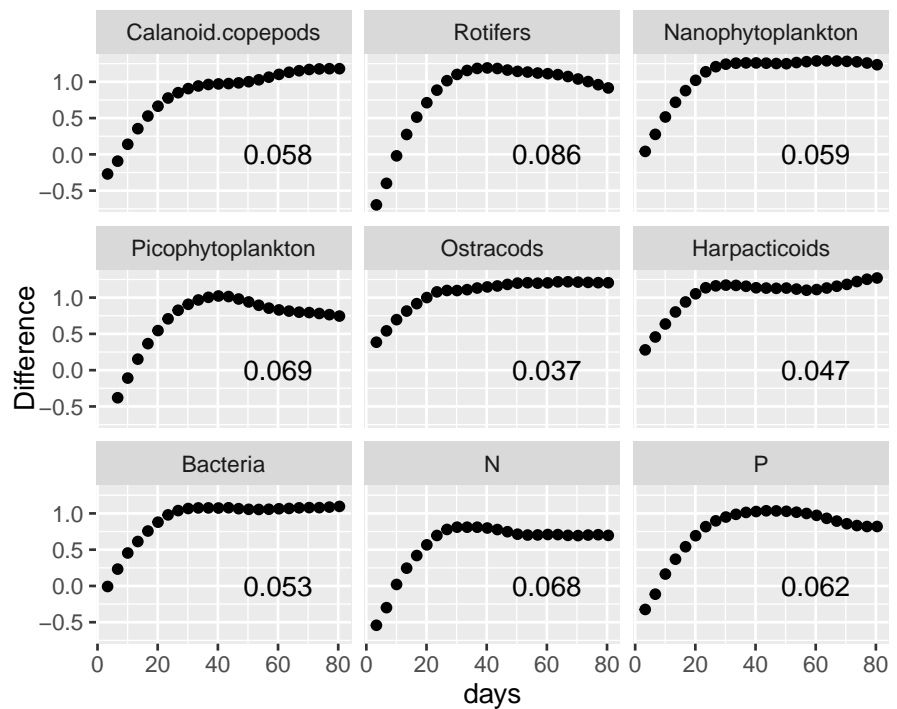 Calanoid.copepods Rotifers Nanophytoplankton
1.0
0.5
0.0
−0.5
0.058 0.086 0.059
Picophytoplankton Ostracods Harpacticoids
1.0
0.5
0.0
−0.5
0.069 0.037 0.047
Difference
Bacteria N P
1.0
0.5
0.0
−0.5
0.053 0.068 0.062
0 20 40 60 80 0 20 40 60 80 0 20 40 60 80
days